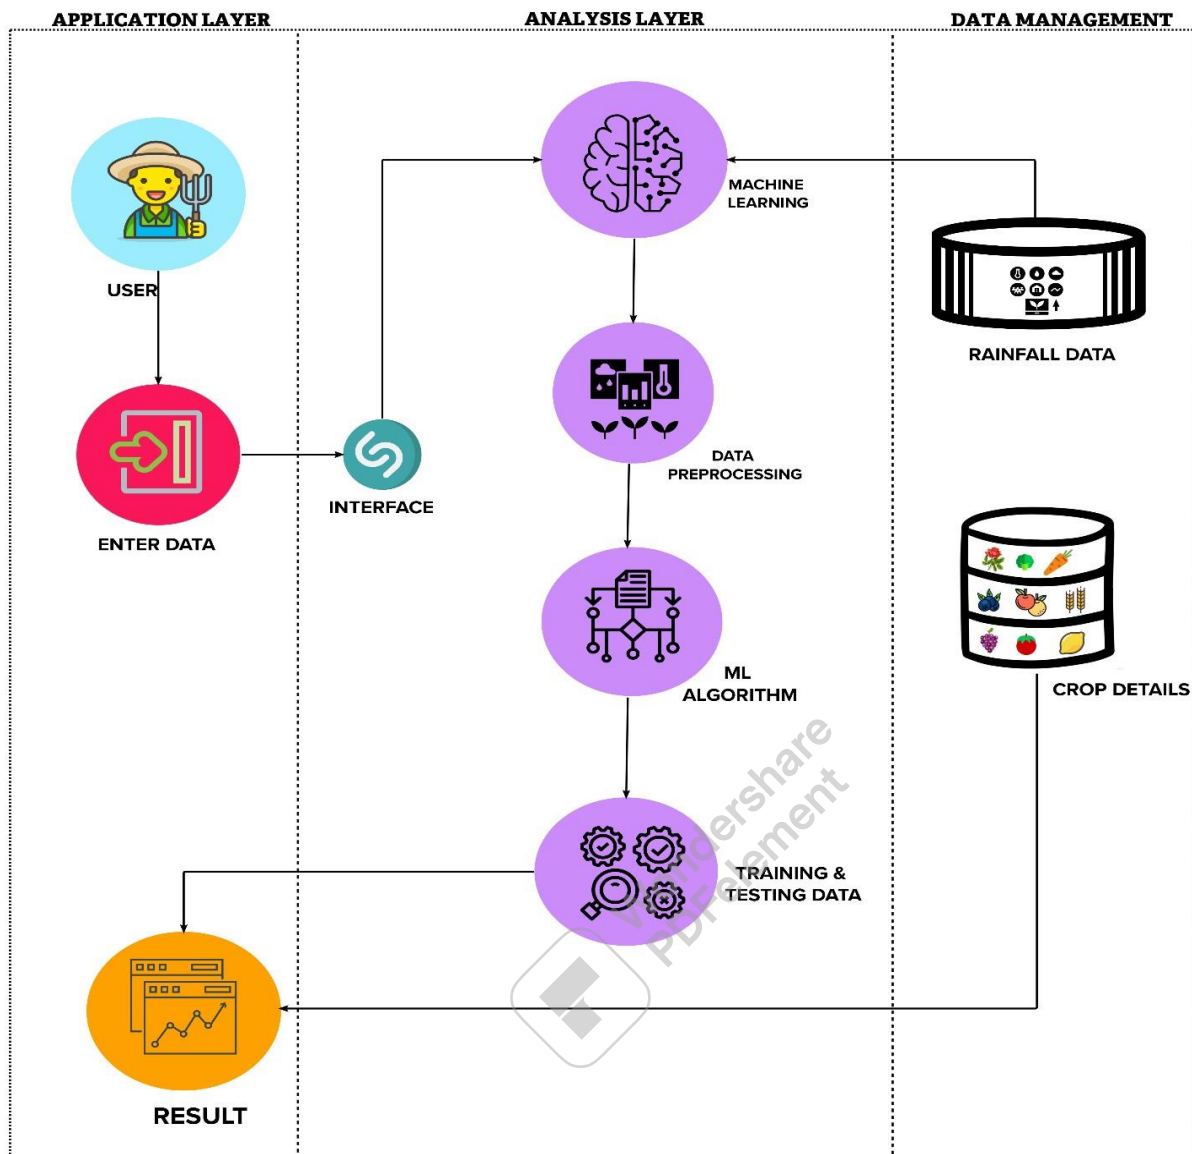 APPLICATION LAYER
ANALYSIS LAYER
DATA MANAGEMENT
MACHINE
LEARNING
USER
RAINFALL DATA
DATA
PREPROCESSING
INTERFACE
ENTER DATA
ML
ALGORITHM
CROP DETAILS
TRAINING &
TESTING DATA
Wondershare
PDFelement
RESULT